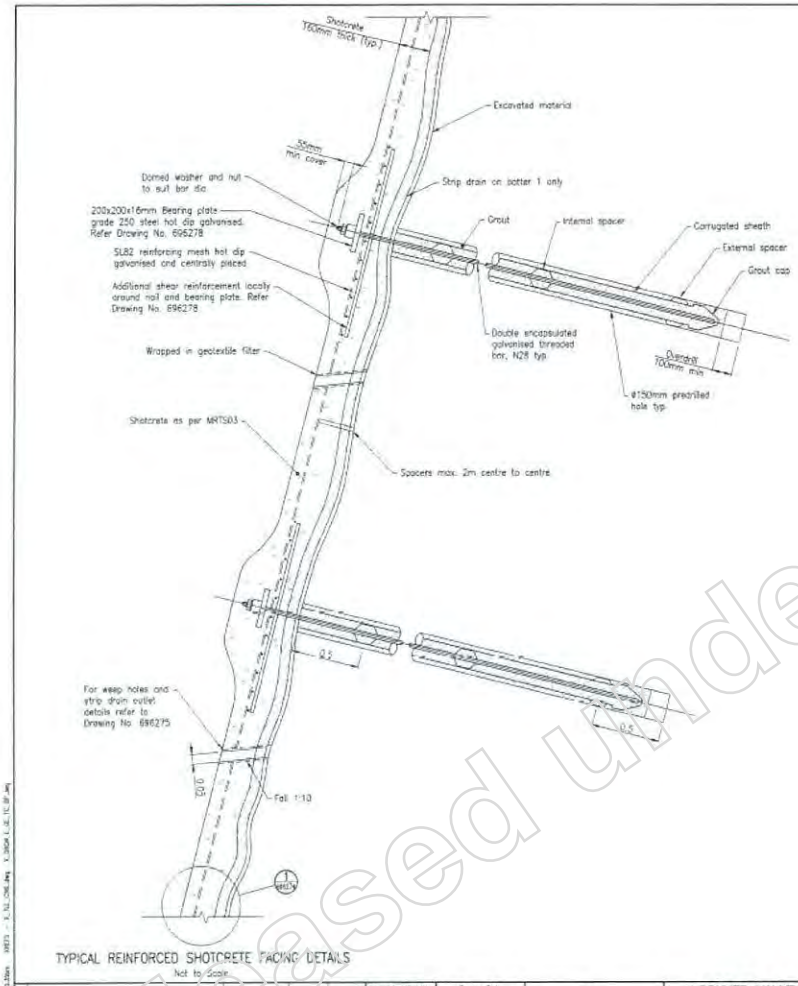 Shotcrete
160mm thick (typ.)
Excavated material
55mm
min cover
Domed washer and nut
to suit bar dia.
Strip drain on batter 1 only
200x200x16mm Bearing plate
grade 250 steel hot dip galvanised.
Refer Drawing No. 696278
Grout
Internal spacer
Corrugated sheath
External spacer
Grout cap
SL82 reinforcing mesh hot dip
galvanised and centrally placed
Additional shear reinforcement locally
around nail and bearing plate. Refer
Drawing No. 696278
Double encapsulated
galvanised threaded
bar, N28 typ.
Overdrill
100mm min
Wrapped in geotextile filter
Ø150mm predrilled
hole typ.
Shotcrete as per MRTS03
Spacers max. 2m centre to centre
0.5
0.5
For weep holes and
strip drain outlet
details refer to
Drawing No. 696275
0.03
Fall 1:10
1
TYPICAL REINFORCED SHOTCRETE FACING DETAILS
Not to Scale
based unde